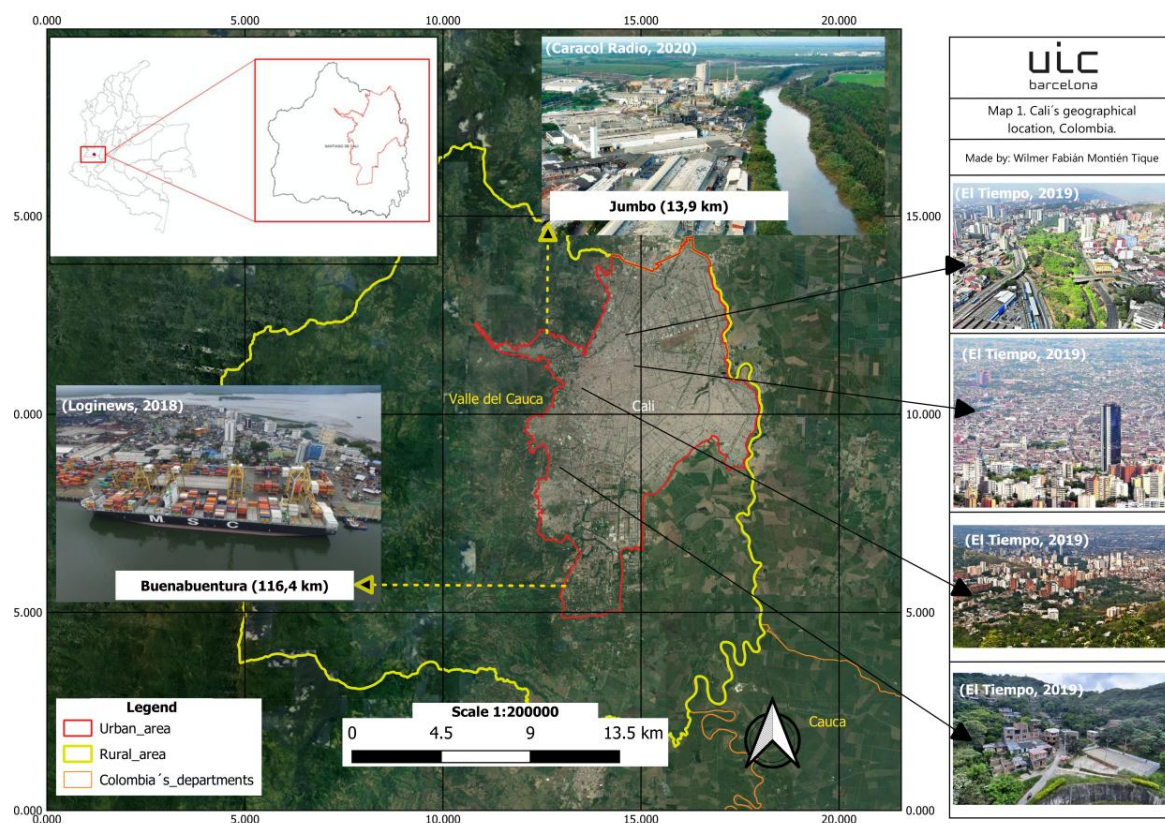 0.000 5.000 10.000 15.000 20.000
(Caracol Radio, 2020)
SANTIAGO DE CALI
Jumbo (13,9 km)
5.000
15.000
(Loginews, 2018)
MSC
Valle del Cauca
Cali
0.000
10.000
Buenabuentura (116,4 km)
5.000
5.000
Cauca
Legend
Urban_area
Rural_area
Colombia´s_departments
Scale 1:200000
0 4.5 9 13.5 km
0.000
0.000
0.000 5.000 10.000 15.000 20.000
uic
barcelona
Map 1. Cali´s geographical
location, Colombia.
Made by: Wilmer Fabián Montién Tique
(El Tiempo, 2019)
(El Tiempo, 2019)
(El Tiempo, 2019)
(El Tiempo, 2019)